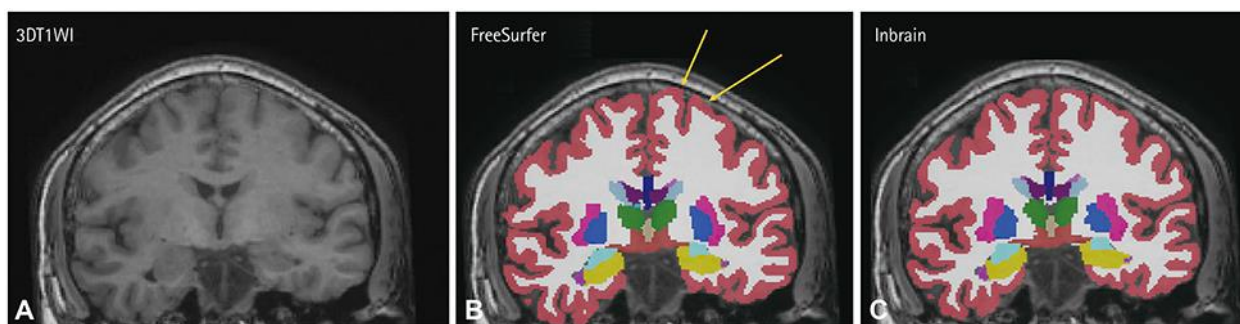 3DT1WI
FreeSurfer
Inbrain
A
B
C